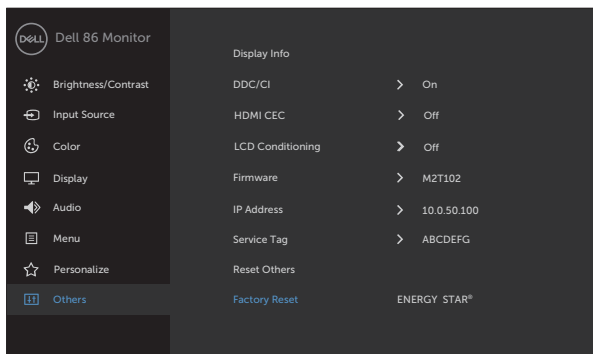 DELL Dell 86 Monitor
Brightness/Contrast
Input Source
Color
Display
Audio
Menu
Personalize
Others
Display Info
DDC/CI On
HDMI CEC Off
LCD Conditioning Off
Firmware M2T102
IP Address 10.0.50.100
Service Tag ABCDEFG
Reset Others
Factory Reset ENERGY STAR®